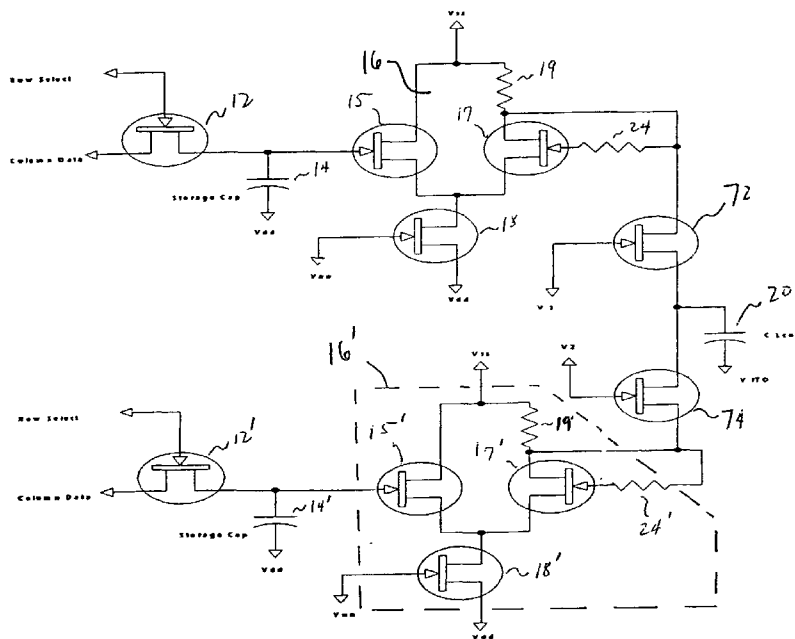 Vss
16
19
Row Select
12
15
17
24
Column Data
14
Storage Cap
Vdd
18
72
Vdd
V1
20
V ITO
16'
V2
Vss
Row Select
12'
15'
19'
17'
74
Column Data
14'
Storage Cap
Vdd
24'
18'
Vdd